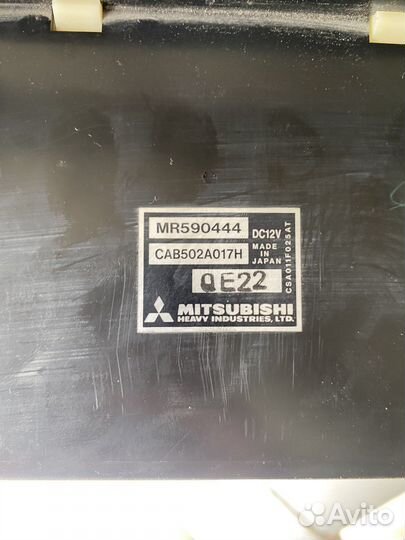 MR590444
DC12V
CAB502A017H
MADE
IN
JAPAN
QE22
CSA011F025AT
MITSUBISHI
HEAVY INDUSTRIES, LTD.
Avito